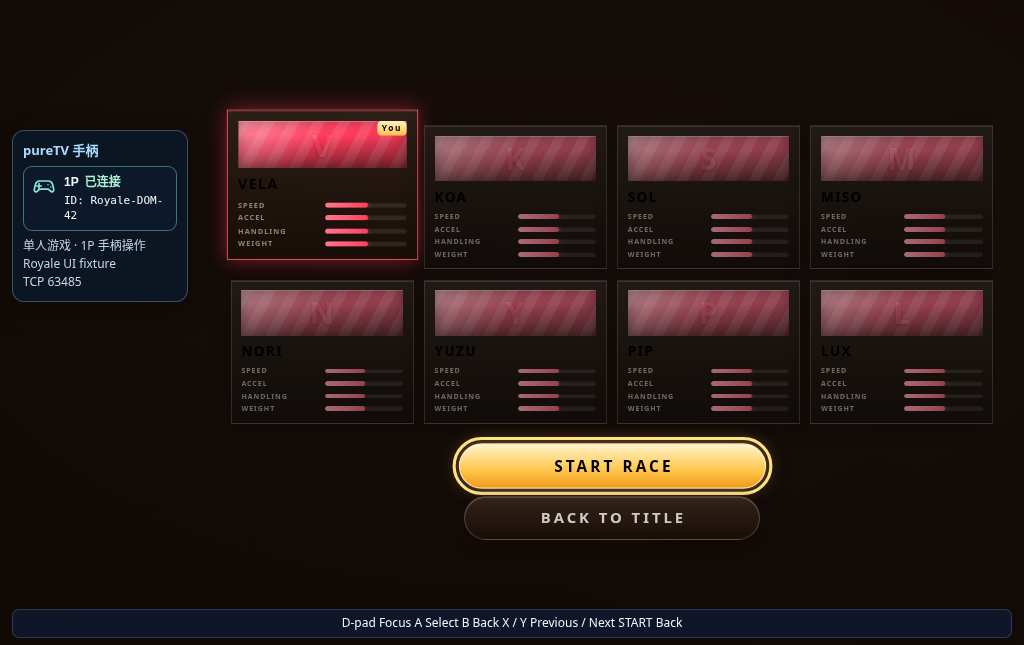 pureTV 手柄
1P 已连接
ID: Royale-DOM-
42
单人游戏 · 1P 手柄操作
Royale UI fixture
TCP 63485
You
V
VELA
SPEED
ACCEL
HANDLING
WEIGHT
K
KOA
SPEED
ACCEL
HANDLING
WEIGHT
S
SOL
SPEED
ACCEL
HANDLING
WEIGHT
M
MISO
SPEED
ACCEL
HANDLING
WEIGHT
N
NORI
SPEED
ACCEL
HANDLING
WEIGHT
Y
YUZU
SPEED
ACCEL
HANDLING
WEIGHT
P
PIP
SPEED
ACCEL
HANDLING
WEIGHT
L
LUX
SPEED
ACCEL
HANDLING
WEIGHT
START RACE
BACK TO TITLE
D-pad Focus A Select B Back X / Y Previous / Next START Back